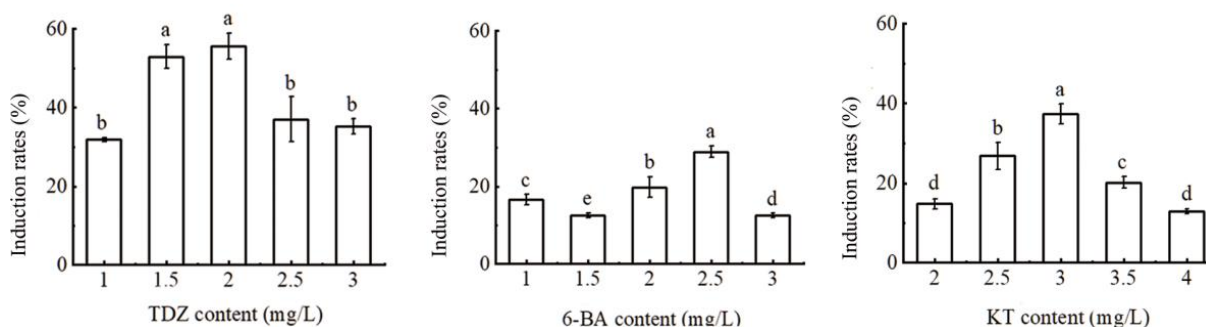 Induction rates (%)
60
40
20
0
b
a
a
b
b
1
1.5
2
2.5
3
TDZ content (mg/L)
Induction rates (%)
60
40
20
0
c
e
b
a
d
1
1.5
2
2.5
3
6-BA content (mg/L)
Induction rates (%)
60
40
20
0
d
b
a
c
d
2
2.5
3
3.5
4
KT content (mg/L)